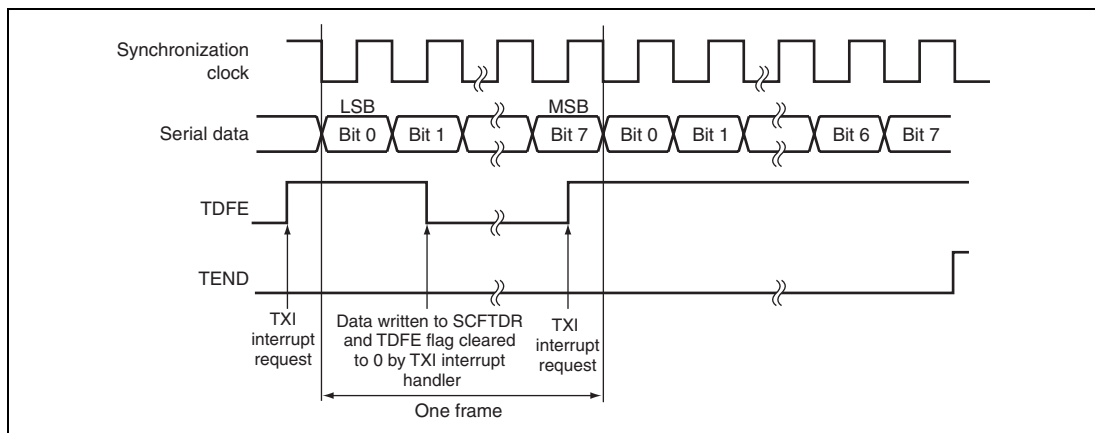 Synchronization
clock
LSB
MSB
Serial data
Bit 0
Bit 1
Bit 7
Bit 0
Bit 1
Bit 6
Bit 7
TDFE
TEND
TXI
interrupt
request
Data written to SCFTDR
and TDFE flag cleared
to 0 by TXI interrupt
handler
TXI
interrupt
request
One frame